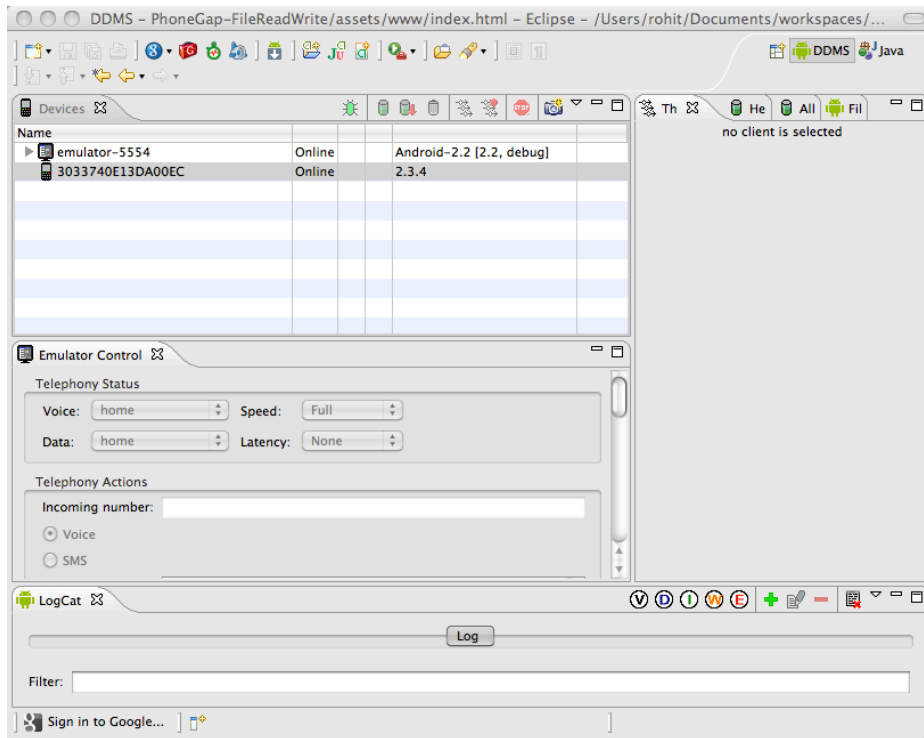 DDMS – PhoneGap-FileReadWrite/assets/www/index.html – Eclipse – /Users/rohit/Documents/workspaces/...
DDMS Java
Devices
Th He All Fil
Name
no client is selected
emulator-5554 Online Android-2.2 [2.2, debug]
3033740E13DA00EC Online 2.3.4
Emulator Control
Telephony Status
Voice: home Speed: Full
Data: home Latency: None
Telephony Actions
Incoming number:
Voice
SMS
LogCat V D I W E
Log
Filter:
Sign in to Google...